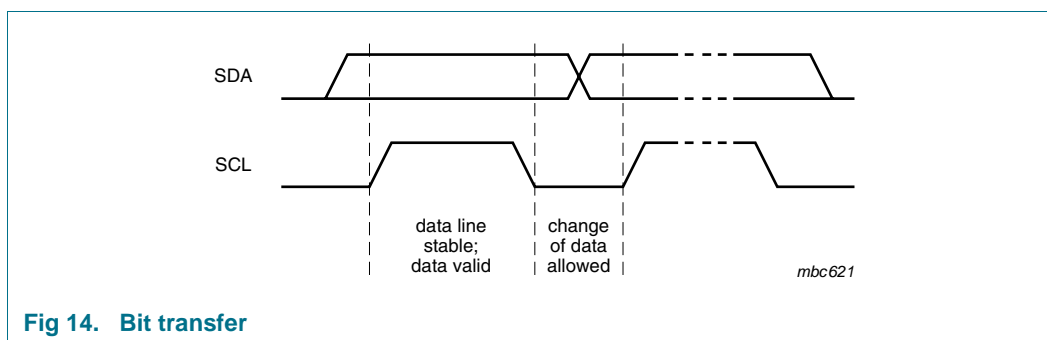 SDA
SCL
data line
stable;
data valid
change
of data
allowed
mbc621
Fig 14. Bit transfer